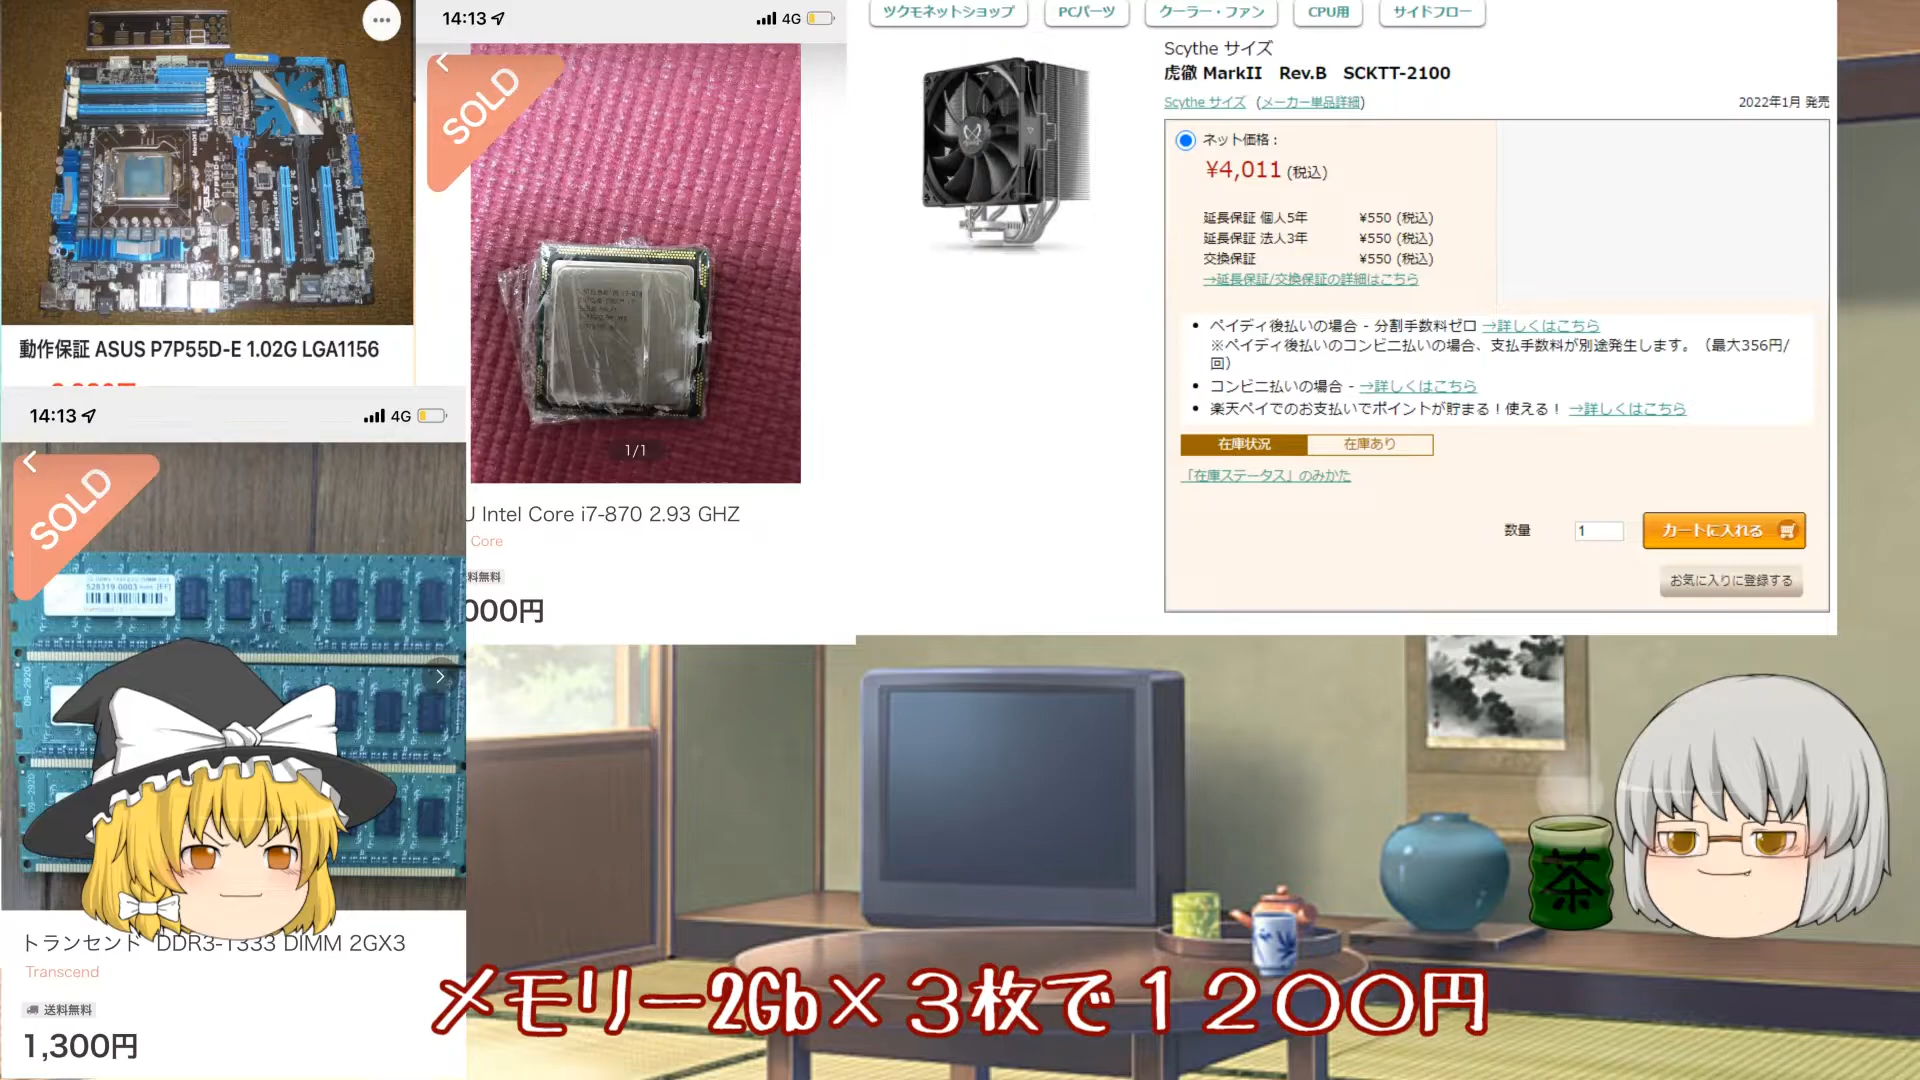 動作保証 ASUS P7P55D-E 1.02G LGA1156
14:13
4G
SOLD
1/1
Intel Core i7-870 2.93 GHZ
Core
料無料
000円
ツクモネットショップ
PCパーツ
クーラー・ファン
CPU用
サイドフロー
Scythe サイズ
虎徹 MarkII Rev.B SCKTT-2100
Scythe サイズ (メーカー単品詳細)
2022年1月 発売
ネット価格：
¥4,011 (税込)
延長保証 個人5年 ¥550 (税込)
延長保証 法人3年 ¥550 (税込)
交換保証 ¥550 (税込)
→延長保証/交換保証の詳細はこちら
• ペイディ後払いの場合 - 分割手数料ゼロ →詳しくはこちら
※ペイディ後払いのコンビニ払いの場合、支払手数料が別途発生します。（最大356円/
回）
• コンビニ払いの場合 - →詳しくはこちら
• 楽天ペイでのお支払いでポイントが貯まる！使える！ →詳しくはこちら
在庫状況 在庫あり
「在庫ステータス」のみかた
数量 1 カートに入れる
お気に入りに登録する
14:13
4G
SOLD
トランセンド DDR3-1333 DIMM 2GX3
Transcend
送料無料
1,300円
茶
メモリー2Gb×３枚で１２００円